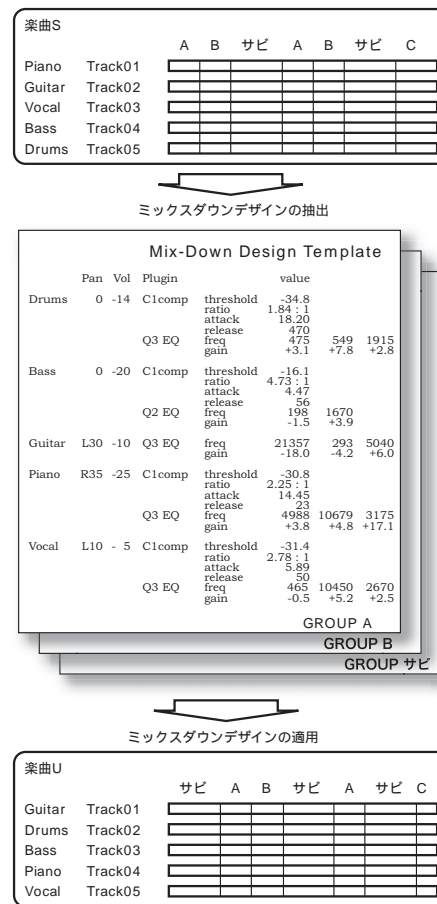 楽曲S
A B サビ A B サビ C
Piano Track01
Guitar Track02
Vocal Track03
Bass Track04
Drums Track05
ミックスダウンデザインの抽出
Mix-Down Design Template
Pan Vol Plugin value
Drums 0 -14 C1comp threshold -34.8
ratio 1.84 : 1
attack 18.20
release 470
Q3 EQ freq 475 549 1915
gain +3.1 +7.8 +2.8
Bass 0 -20 C1comp threshold -16.1
ratio 4.73 : 1
attack 4.47
release 56
Q2 EQ freq 198 1670
gain -1.5 +3.9
Guitar L30 -10 Q3 EQ freq 21357 293 5040
gain -18.0 -4.2 +6.0
Piano R35 -25 C1comp threshold -30.8
ratio 2.25 : 1
attack 14.45
release 23
Q3 EQ freq 4988 10679 3175
gain +3.8 +4.8 +17.1
Vocal L10 - 5 C1comp threshold -31.4
ratio 2.78 : 1
attack 5.89
release 50
Q3 EQ freq 465 10450 2670
gain -0.5 +5.2 +2.5
GROUP A
GROUP B
GROUP サビ
ミックスダウンデザインの適用
楽曲U
サビ A B サビ A サビ C
Guitar Track01
Drums Track02
Bass Track03
Piano Track04
Vocal Track05